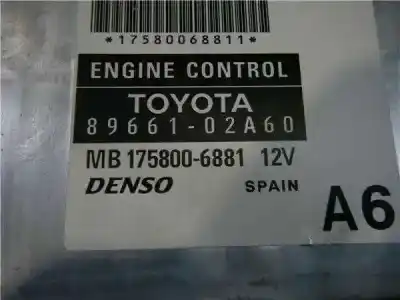 *17580068811*
ENGINE CONTROL
TOYOTA
89661-02A60
MB 175800-6881 12V
DENSO SPAIN
A6